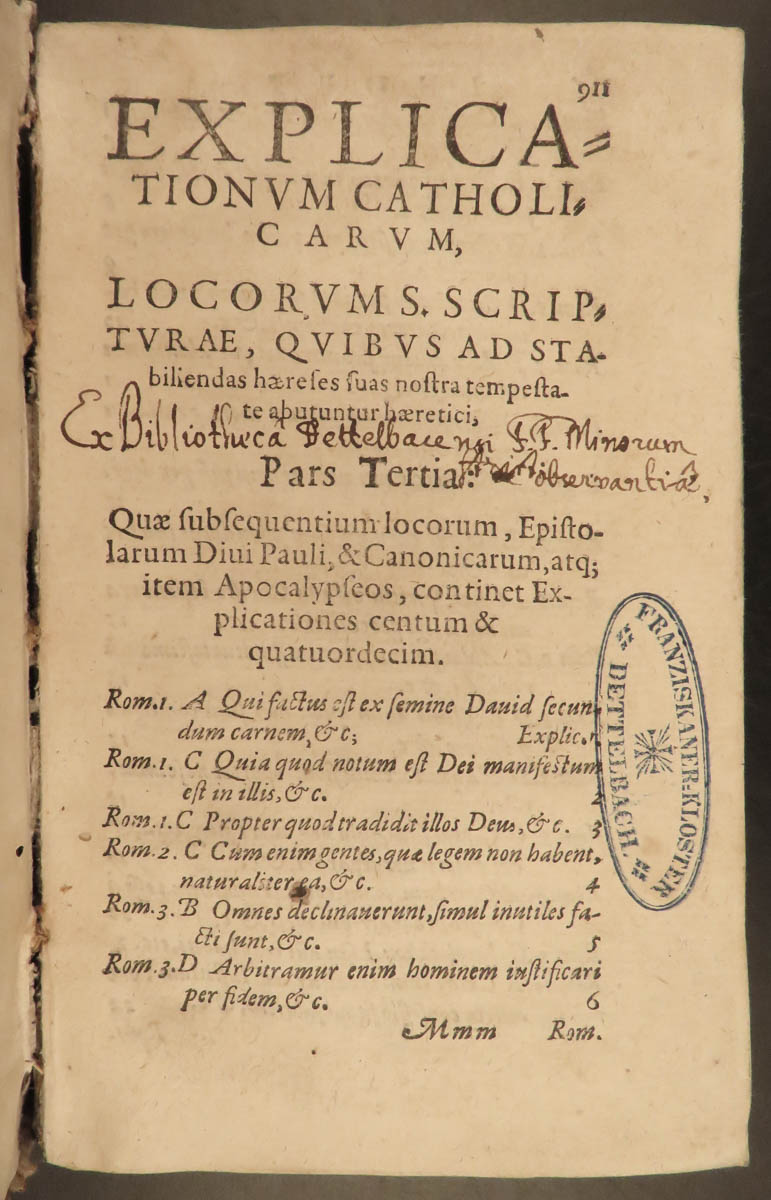 911
EXPLICA-
TIONVM CATHOLI-
CARVM,
LOCORVM S. SCRIP-
TVRAE, QVIBVS AD STA-
biliendas hæreses suas nostra tempesta-
te abutuntur hæretici,
Ex Bibliotheca Dettelbacensi F.F. Minorum
Pars Tertia:
observantiæ,
Quæ subsequentium locorum, Episto-
larum Diui Pauli, & Canonicarum, atq;
item Apocalypseos, continet Ex-
plicationes centum &
quatuordecim.
Rom.1. A Qui factus est ex semine Dauid secun-
dum carnem, &c; Explic.1
Rom.1. C Quia quod notum est Dei manifestum
est in illis, &c. 2
Rom.1. C Propter quod tradidit illos Deus, &c. 3
Rom.2. C Cum enim gentes, quæ legem non habent,
naturaliter ea, &c. 4
Rom.3. B Omnes declinauerunt, simul inutiles fa-
cti sunt, &c. 5
Rom.3. D Arbitramur enim hominem iustificari
per fidem, &c. 6
Mmm Rom.
FRANZISKANER-KLOSTER
DETTELBACH.